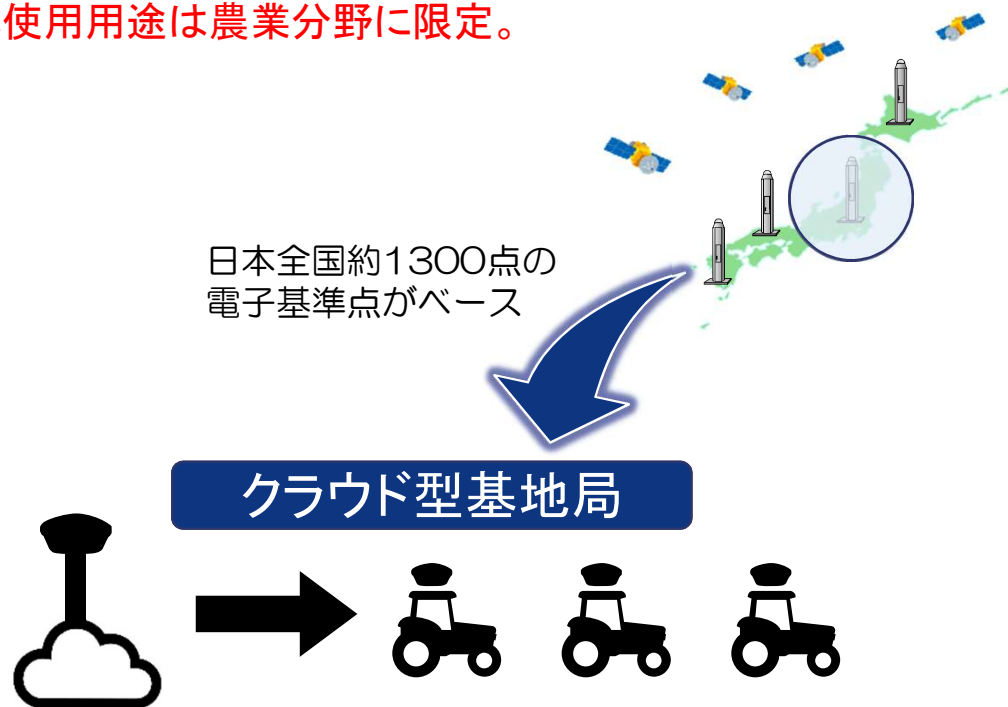 使用用途は農業分野に限定。
日本全国約1300点の
電子基準点がベース
クラウド型基地局